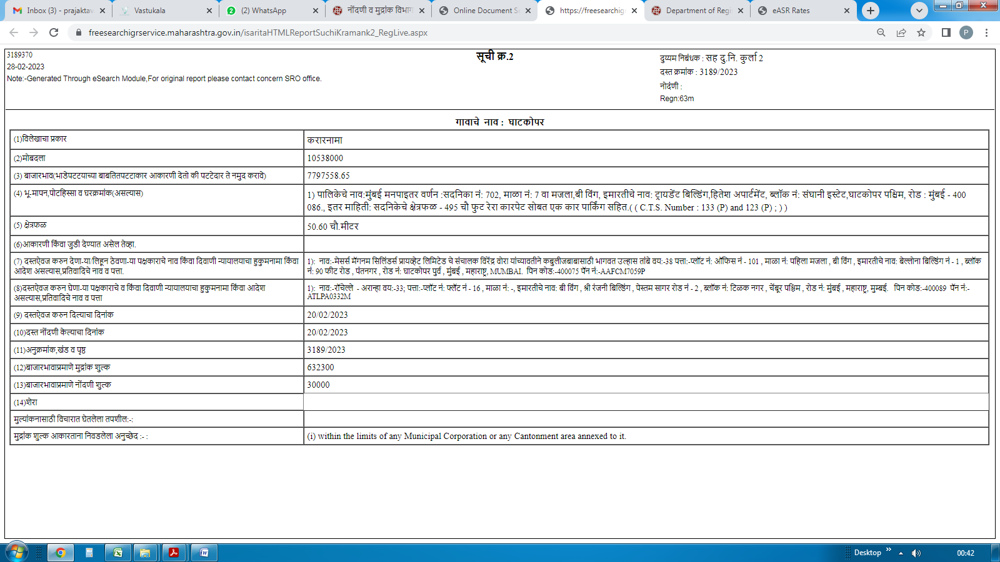 Inbox (3) - prajaktav
Vastukala
(2) WhatsApp
नोंदणी व मुद्रांक विभाग
Online Document Se
https://freesearchigr
Department of Regi
eASR Rates
freesearchigrservice.maharashtra.gov.in/isaritaHTMLReportSuchiKramank2_RegLive.aspx
3189370
28-02-2023
Note:-Generated Through eSearch Module,For original report please contact concern SRO office.
सूची क्र.2
दुय्यम निबंधक : सह दु.नि. कुर्ला 2
दस्त क्रमांक : 3189/2023
नोदंणी :
Regn:63m
गावाचे नाव : घाटकोपर
(1)विलेखाचा प्रकार
करारनामा
(2)मोबदला
10538000
(3) बाजारभाव(भाडेपटटयाच्या बाबतितपटटाकार आकारणी देतो की पटटेदार ते नमुद करावे)
7797558.65
(4) भू-मापन,पोटहिस्सा व घरक्रमांक(असल्यास)
1) पालिकेचे नाव:मुंबई मनपाइतर वर्णन :सदनिका नं: 702, माळा नं: 7 वा मजला,बी विंग, इमारतीचे नाव: ट्रायडेंट बिल्डिंग,हितेश अपार्टमेंट, ब्लॉक नं: संघानी इस्टेट,घाटकोपर पश्चिम, रोड : मुंबई - 400
086., इतर माहिती: सदनिकेचे क्षेत्रफळ - 495 चौ फुट रेरा कारपेट सोबत एक कार पार्किंग सहित.( ( C.T.S. Number : 133 (P) and 123 (P) ; ) )
(5) क्षेत्रफळ
50.60 चौ.मीटर
(6)आकारणी किंवा जुडी देण्यात असेल तेव्हा.
(7) दस्तऐवज करुन देणा-या/लिहून ठेवणा-या पक्षकाराचे नाव किंवा दिवाणी न्यायालयाचा हुकुमनामा किंवा
आदेश असल्यास,प्रतिवादिचे नाव व पत्ता.
1): नाव:-मेसर्स मॅगनम सिलिंडर्स प्रायव्हेट लिमिटेड चे संचालक विरेंद्र वोरा यांच्यावतीने कबुलीजबाबासाठी भागवत उल्हास तांबे वय:-38 पत्ता:-प्लॉट नं: ऑफिस नं - 101 , माळा नं: पहिला मजला , बी विंग , इमारतीचे नाव: बेल्लोना बिल्डिंग नं - 1 , ब्लॉक
नं: 90 फीट रोड , पंतनगर , रोड नं: घाटकोपर पुर्व , मुंबई , महाराष्ट्र, MUMBAI. पिन कोड:-400075 पॅन नं:-AAFCM7059P
(8)दस्तऐवज करुन घेणा-या पक्षकाराचे व किंवा दिवाणी न्यायालयाचा हुकुमनामा किंवा आदेश
असल्यास,प्रतिवादिचे नाव व पत्ता
1): नाव:-रॉचेल्ले - अरान्हा वय:-33; पत्ता:-प्लॉट नं: फ्लॅट नं - 16 , माळा नं: -, इमारतीचे नाव: बी विंग , श्री रंजनी बिल्डिंग , पेस्तम सागर रोड नं - 2 , ब्लॉक नं: टिळक नगर , चेंबूर पश्चिम , रोड नं: मुंबई , महाराष्ट्र, मुम्बई. पिन कोड:-400089 पॅन नं:-
ATLPA0332M
(9) दस्तऐवज करुन दिल्याचा दिनांक
20/02/2023
(10)दस्त नोंदणी केल्याचा दिनांक
20/02/2023
(11)अनुक्रमांक,खंड व पृष्ठ
3189/2023
(12)बाजारभावाप्रमाणे मुद्रांक शुल्क
632300
(13)बाजारभावाप्रमाणे नोंदणी शुल्क
30000
(14)शेरा
मुल्यांकनासाठी विचारात घेतलेला तपशील:-:
मुद्रांक शुल्क आकारताना निवडलेला अनुच्छेद :- :
(i) within the limits of any Municipal Corporation or any Cantonment area annexed to it.
Desktop
00:42